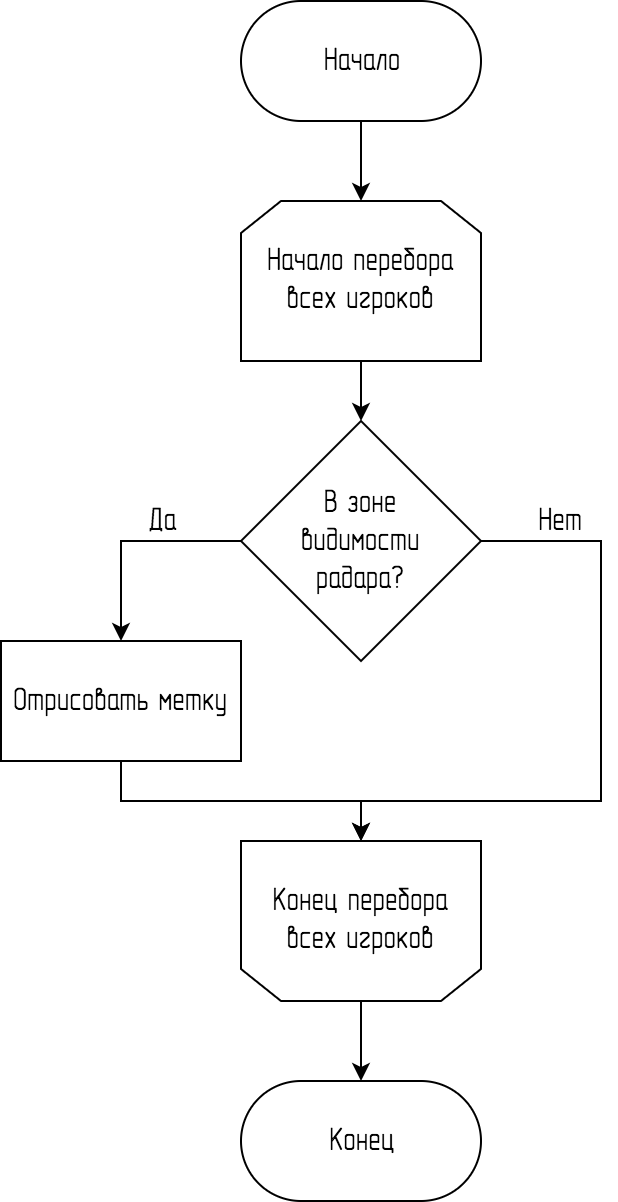 Начало
Начало перебора
всех игроков
В зоне
видимости
радара?
Да
Нет
Отрисовать метку
Конец перебора
всех игроков
Конец